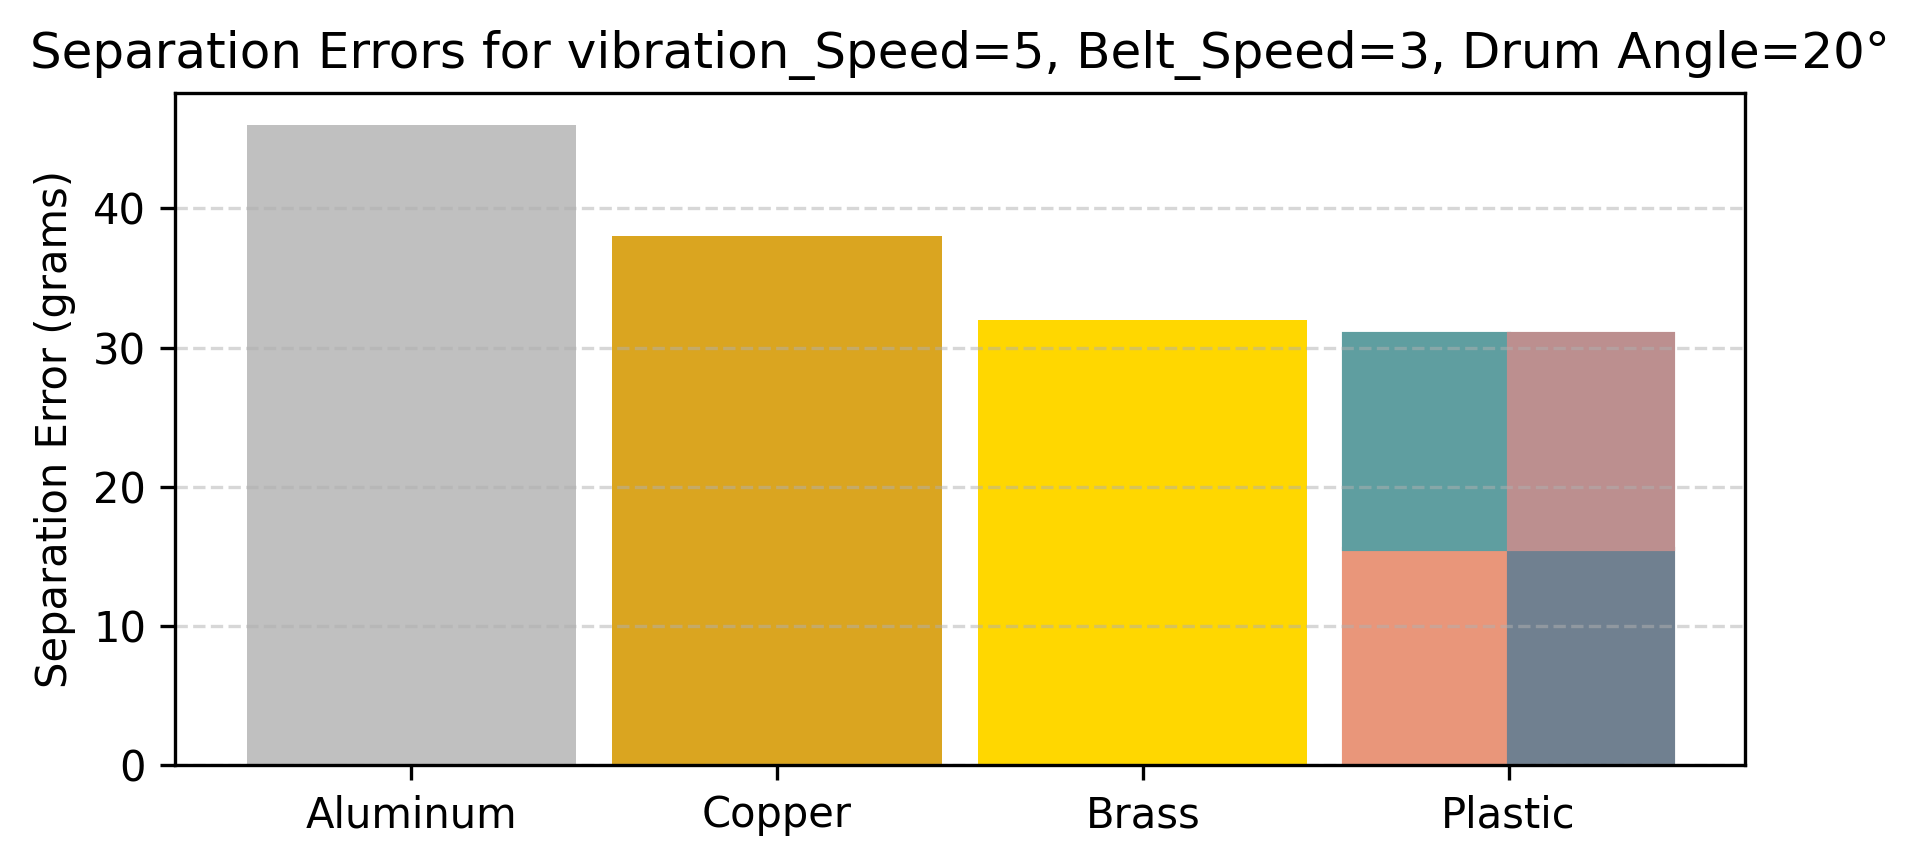 Separation Errors for vibration_Speed=5, Belt_Speed=3, Drum Angle=20°
Separation Error (grams)
40
30
20
10
0
Aluminum
Copper
Brass
Plastic